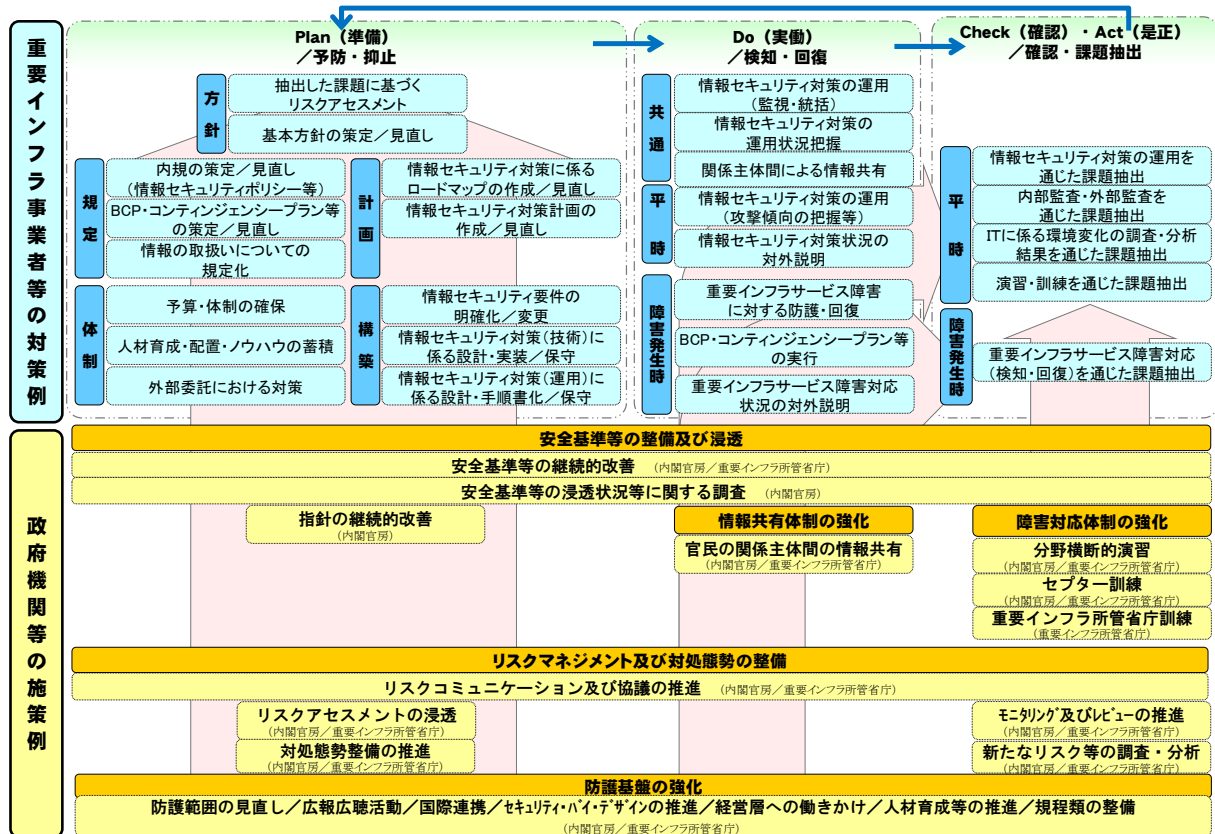 重要インフラ事業者等の対策例
Plan（準備）
／予防・抑止
Do（実働）
／検知・回復
Check（確認）・Act（是正）
／確認・課題抽出
方針
抽出した課題に基づく
リスクアセスメント
基本方針の策定／見直し
規定
内規の策定／見直し
(情報セキュリティポリシー等)
BCP・コンティンジェンシープラン等
の策定／見直し
情報の取扱いについての
規定化
計画
情報セキュリティ対策に係る
ロードマップの作成／見直し
情報セキュリティ対策計画の
作成／見直し
体制
予算・体制の確保
人材育成・配置・ノウハウの蓄積
外部委託における対策
構築
情報セキュリティ要件の
明確化／変更
情報セキュリティ対策(技術)に
係る設計・実装／保守
情報セキュリティ対策(運用)に
係る設計・手順書化／保守
共通
情報セキュリティ対策の運用
(監視・統括)
情報セキュリティ対策の
運用状況把握
関係主体間による情報共有
平時
情報セキュリティ対策の運用
(攻撃傾向の把握等)
情報セキュリティ対策状況の
対外説明
障害発生時
重要インフラサービス障害
に対する防護・回復
BCP・コンティンジェンシープラン等
の実行
重要インフラサービス障害対応
状況の対外説明
平時
情報セキュリティ対策の運用を
通じた課題抽出
内部監査・外部監査を
通じた課題抽出
ITに係る環境変化の調査・分析
結果を通じた課題抽出
演習・訓練を通じた課題抽出
障害発生時
重要インフラサービス障害対応
(検知・回復)を通じた課題抽出
政府機関等の施策例
安全基準等の整備及び浸透
安全基準等の継続的改善 (内閣官房／重要インフラ所管省庁)
安全基準等の浸透状況等に関する調査 (内閣官房)
指針の継続的改善
(内閣官房)
情報共有体制の強化
官民の関係主体間の情報共有
(内閣官房／重要インフラ所管省庁)
障害対応体制の強化
分野横断的演習
(内閣官房／重要インフラ所管省庁)
セプター訓練
(内閣官房／重要インフラ所管省庁)
重要インフラ所管省庁訓練
(重要インフラ所管省庁)
リスクマネジメント及び対処態勢の整備
リスクコミュニケーション及び協議の推進 (内閣官房／重要インフラ所管省庁)
リスクアセスメントの浸透
(内閣官房／重要インフラ所管省庁)
対処態勢整備の推進
(内閣官房／重要インフラ所管省庁)
ﾓﾆﾀﾘﾝｸﾞ及びﾚﾋﾞｭｰの推進
(内閣官房／重要インフラ所管省庁)
新たなリスク等の調査・分析
(内閣官房／重要インフラ所管省庁)
防護基盤の強化
防護範囲の見直し／広報広聴活動／国際連携／ｾｷｭﾘﾃｨ･ﾊﾞｲ･ﾃﾞｻﾞｲﾝの推進／経営層への働きかけ／人材育成等の推進／規程類の整備
(内閣官房／重要インフラ所管省庁)